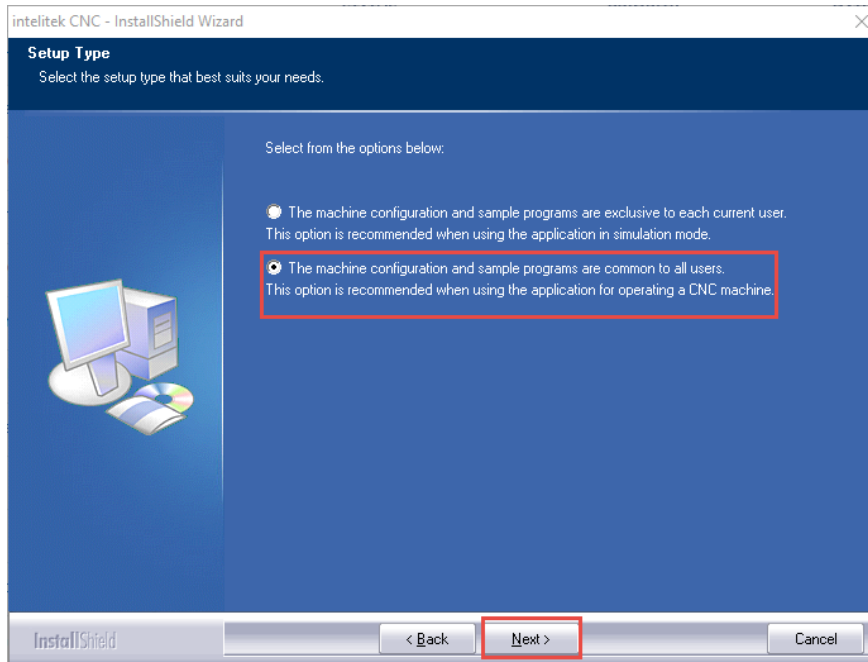 intelitek CNC - InstallShield Wizard
Setup Type
Select the setup type that best suits your needs.
Select from the options below:
The machine configuration and sample programs are exclusive to each current user.
This option is recommended when using the application in simulation mode.
The machine configuration and sample programs are common to all users.
This option is recommended when using the application for operating a CNC machine.
InstallShield
< Back
Next >
Cancel